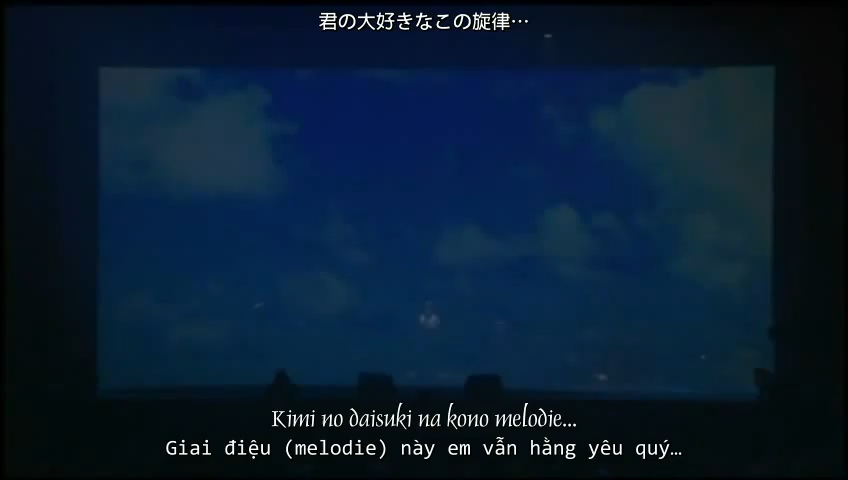 君の大好きなこの旋律…
Kimi no daisuki na kono melodie...
Giai điệu (melodie) này em vẫn hằng yêu quý…